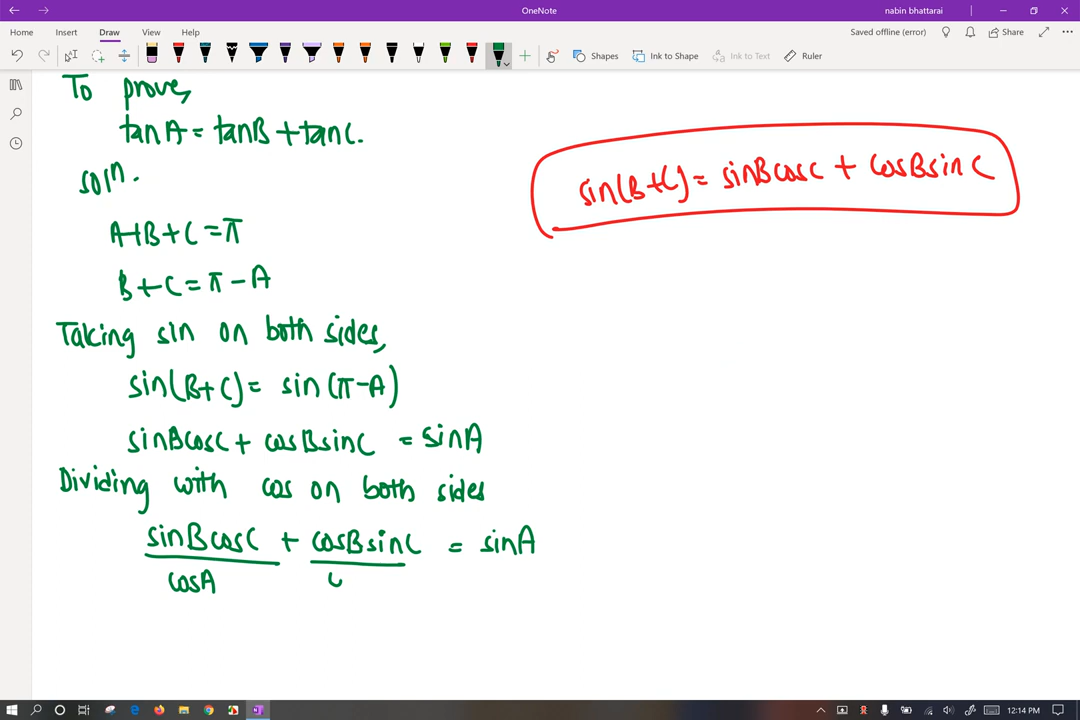 OneNote
nabin bhattarai
Home Insert Draw View Help
Saved offline (error)
Share
Shapes
Ink to Shape
Ink to Text
Ruler
To prove,
tanA = tanB + tanC.
sin(B+C) = sinBcosC + cosBsinC
soln.
A+B+C = π
B+C = π-A
Taking sin on both sides,
sin(B+C) = sin(π-A)
sinBcosC + cosBsinC = sinA
Dividing with cos on both sides
sinBcosC + cosBsinC = sinA
cosA
12:14 PM